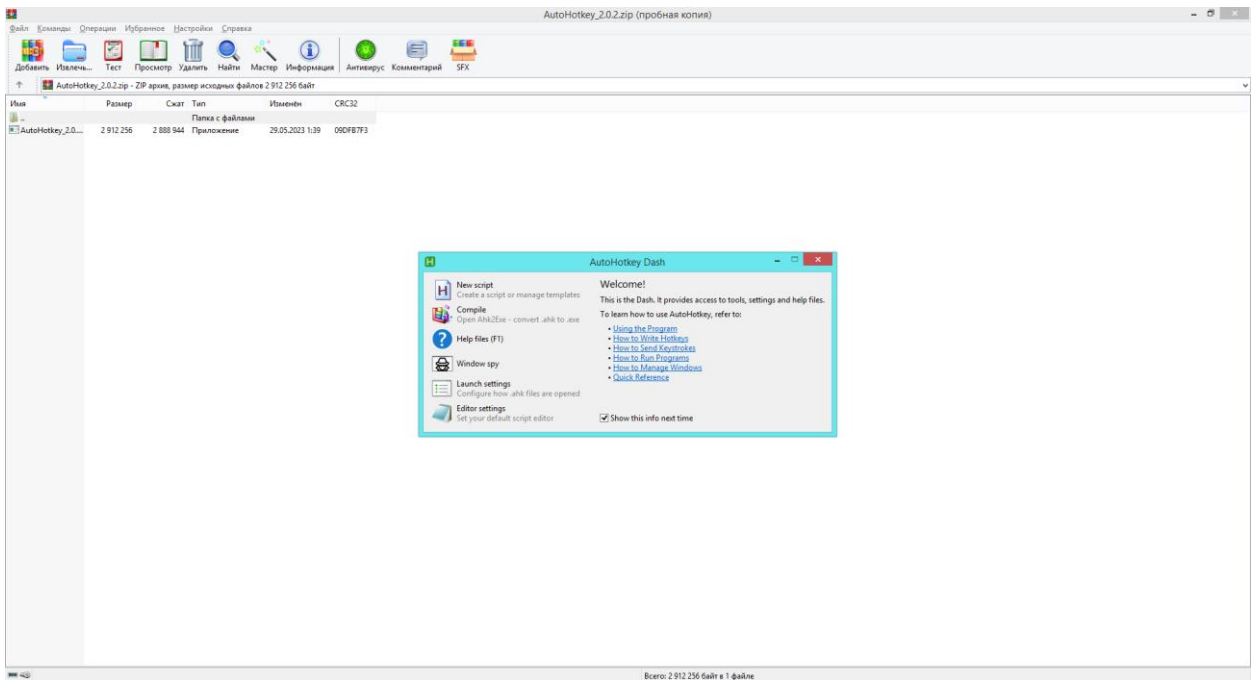 AutoHotkey_2.0.2.zip (пробная копия)
Файл Команды Операции Избранное Настройки Справка
Добавить Извлечь... Тест Просмотр Удалить Найти Мастер Информация Антивирус Комментарий SFX
AutoHotkey_2.0.2.zip - ZIP архив, размер исходных файлов 2 912 256 байт
Имя Размер Сжат Тип Изменён CRC32
.. Папка с файлами
AutoHotkey_2.0.... 2 912 256 2 888 944 Приложение 29.05.2023 1:39 09DFB7F3
AutoHotkey Dash
New script
Create a script or manage templates
Compile
Open Ahk2Exe - convert .ahk to .exe
Help files (F1)
Window spy
Launch settings
Configure how .ahk files are opened
Editor settings
Set your default script editor
Welcome!
This is the Dash. It provides access to tools, settings and help files.
To learn how to use AutoHotkey, refer to:
• Using the Program
• How to Write Hotkeys
• How to Send Keystrokes
• How to Run Programs
• How to Manage Windows
• Quick Reference
Show this info next time
Всего: 2 912 256 байт в 1 файле